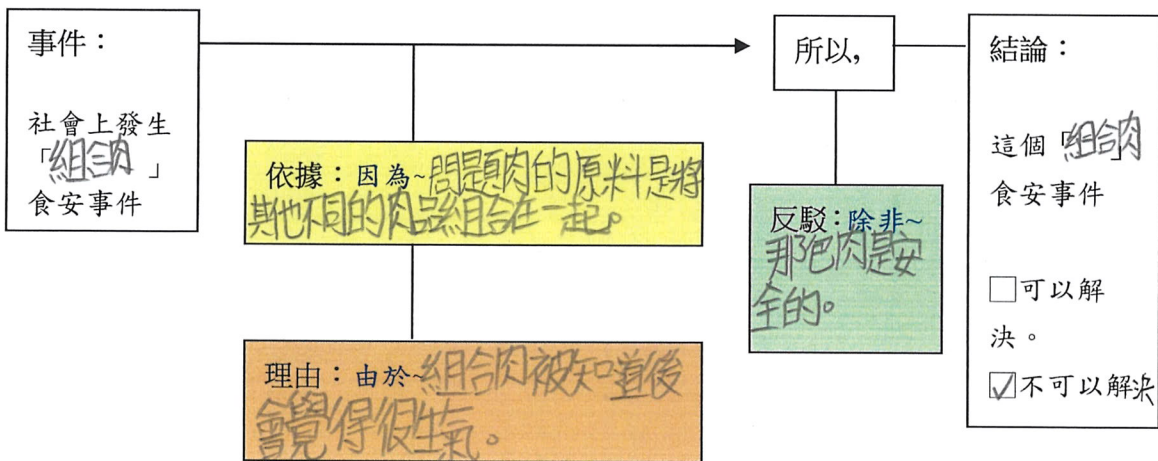 事件：
社會上發生
「組合肉」
食安事件
依據：因為~問題肉的原料是將
其他不同的肉品組合在一起。
理由：由於~組合肉被知道後
會覺得很生氣。
所以,
反駁：除非~
那肥肉是安
全的。
結論：
這個「組合肉」
食安事件
□可以解
決。
☑不可以解決